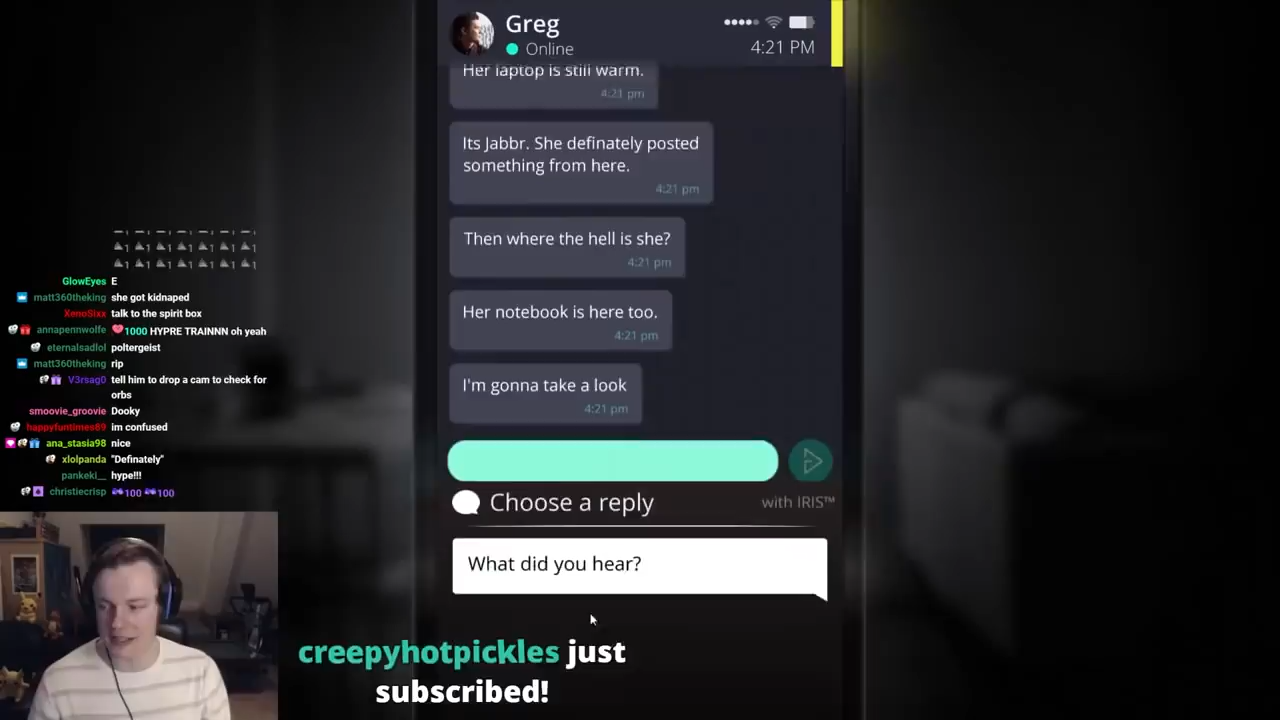 Greg
Online
4:21 PM
Her laptop is still warm.
4:21 pm
Its Jabbr. She definately posted
something from here.
4:21 pm
Then where the hell is she?
4:21 pm
Her notebook is here too.
4:21 pm
I'm gonna take a look
4:21 pm
Choose a reply
with IRIS™
What did you hear?
creepyhotpickles just
subscribed!
GlowEyes E
matt360theking she got kidnaped
XenoSixx talk to the spirit box
annapennwolfe 1000 HYPRE TRAINNN oh yeah
eternalsadlol poltergeist
matt360theking rip
V3rsag0 tell him to drop a cam to check for
orbs
smoovie_groovie Dooky
happyfuntimes89 im confused
ana_stasia98 nice
xlolpanda "Definately"
pankeki__ hype!!!
christiecrisp 100 100